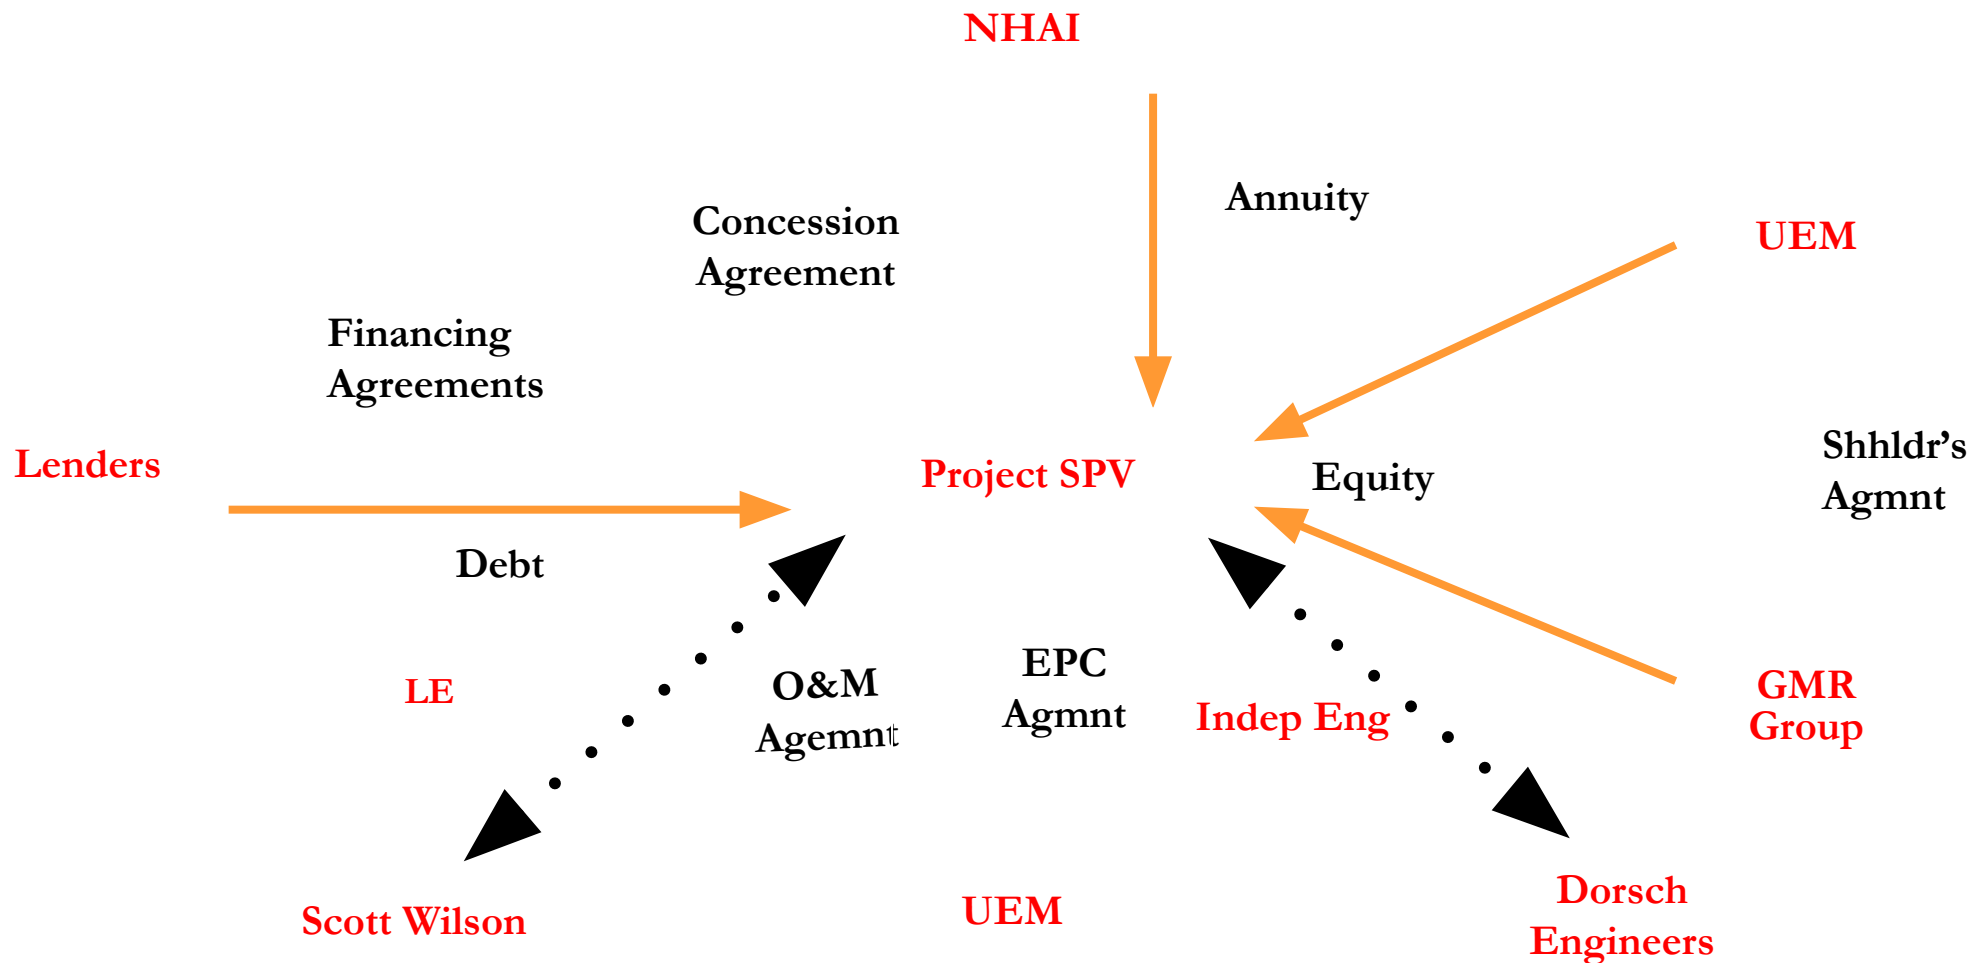 NHAI
Annuity
Concession
Agreement
UEM
Financing
Agreements
Lenders
Project SPV
Equity
Shhldr’s
Agmnt
Debt
LE
O&M
Agemnt
EPC
Agmnt
Indep Eng
GMR
Group
Scott Wilson
UEM
Dorsch
Engineers